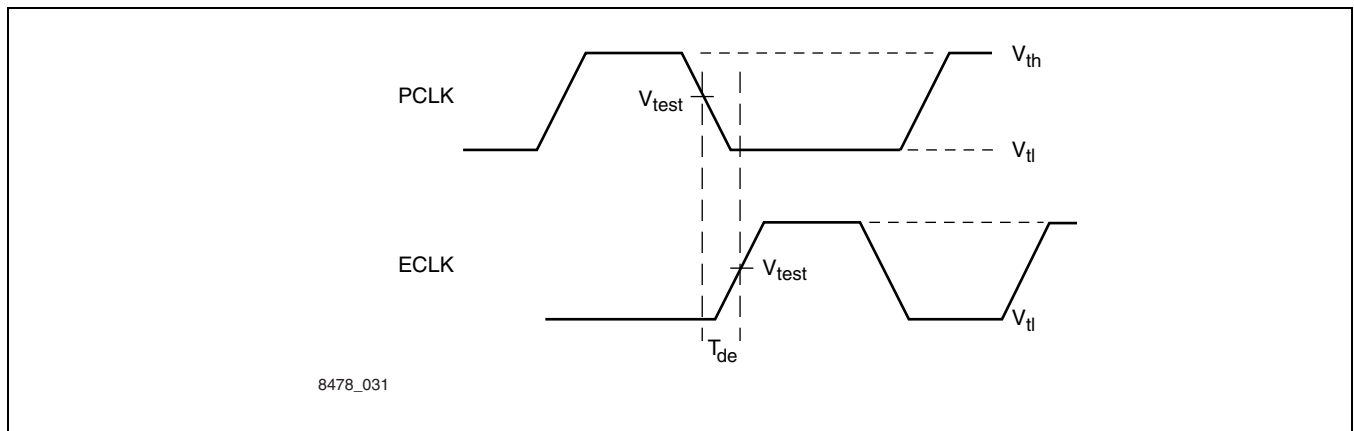 V_th
PCLK
V_test
V_tl
ECLK
V_test
V_tl
T_de
8478_031